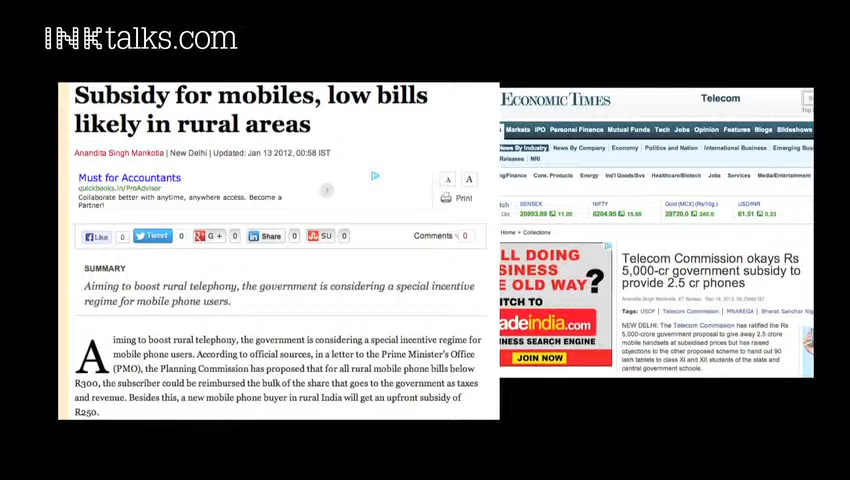 INKtalks.com
Subsidy for mobiles, low bills
likely in rural areas
Anandita Singh Mankotia | New Delhi | Updated: Jan 13 2012, 00:58 IST
Must for Accountants
quickbooks.in/ProAdvisor
Collaborate better with anytime, anywhere access. Become a
Partner!
A A
Print
Like 0 Tweet 0 G + 0 Share 0 SU 0 Comments 0
SUMMARY
Aiming to boost rural telephony, the government is considering a special incentive
regime for mobile phone users.
Aiming to boost rural telephony, the government is considering a special incentive regime for
mobile phone users. According to official sources, in a letter to the Prime Minister's Office
(PMO), the Planning Commission has proposed that for all rural mobile phone bills below
R300, the subscriber could be reimbursed the bulk of the share that goes to the government as taxes
and revenue. Besides this, a new mobile phone buyer in rural India will get an upfront subsidy of
R250.
ECONOMIC TIMES Telecom
Markets IPO Personal Finance Mutual Funds Tech Jobs Opinion Features Blogs Slideshows
News By Industry News By Company Economy Politics and Nation International Business Emerging Busi
Releases NRI
ng/Finance Cons. Products Energy Ind'l Goods/Svs Healthcare/Biotech Jobs Services Media/Entertainment
SENSEX NIFTY GOLD (MCX) (Rs/10g.) USD/INR
20893.89 11.00 6204.95 15.60 29720.0 240.0 61.51 0.23
Home > Collections
LL DOING
SINESS
E OLD WAY?
ITCH TO
adeindia.com
SINESS SEARCH ENGINE
JOIN NOW
Telecom Commission okays Rs
5,000-cr government subsidy to
provide 2.5 cr phones
Anandita Singh Mankotia, ET Bureau
Tags: USOF | Telecom Commission | MNAREGA | Bharat Sanchar Nig
NEW DELHI: The Telecom Commission has ratified the Rs
5,000-crore government proposal to give away 2.5 crore
mobile handsets at subsidised prices but has raised
objections to the other proposed scheme to hand out 90
lakh tablets to class XI and XII students of the state and
central government schools.